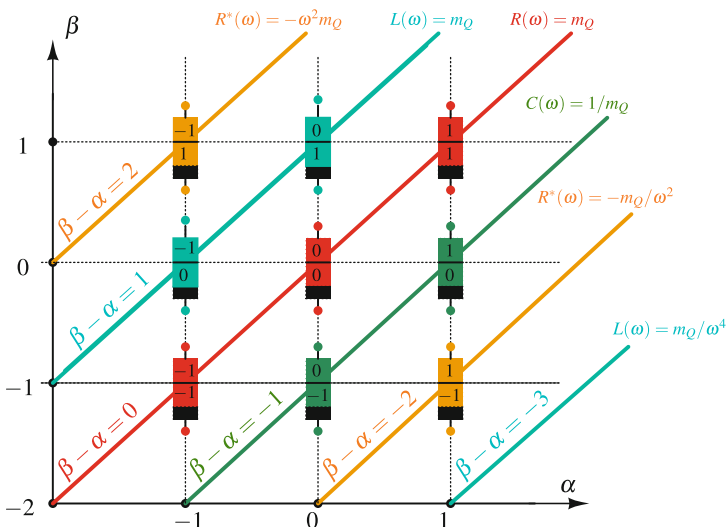 β
R*(ω) = −ω²m_Q
L(ω) = m_Q
R(ω) = m_Q
C(ω) = 1/m_Q
R*(ω) = −m_Q/ω²
L(ω) = m_Q/ω⁴
1
−1
1
0
1
1
1
β − α = 2
0
−1
0
0
0
1
0
β − α = 1
−1
−1
−1
0
−1
1
−1
β − α = 0
β − α = −1
β − α = −2
β − α = −3
−2
−1
0
1
α